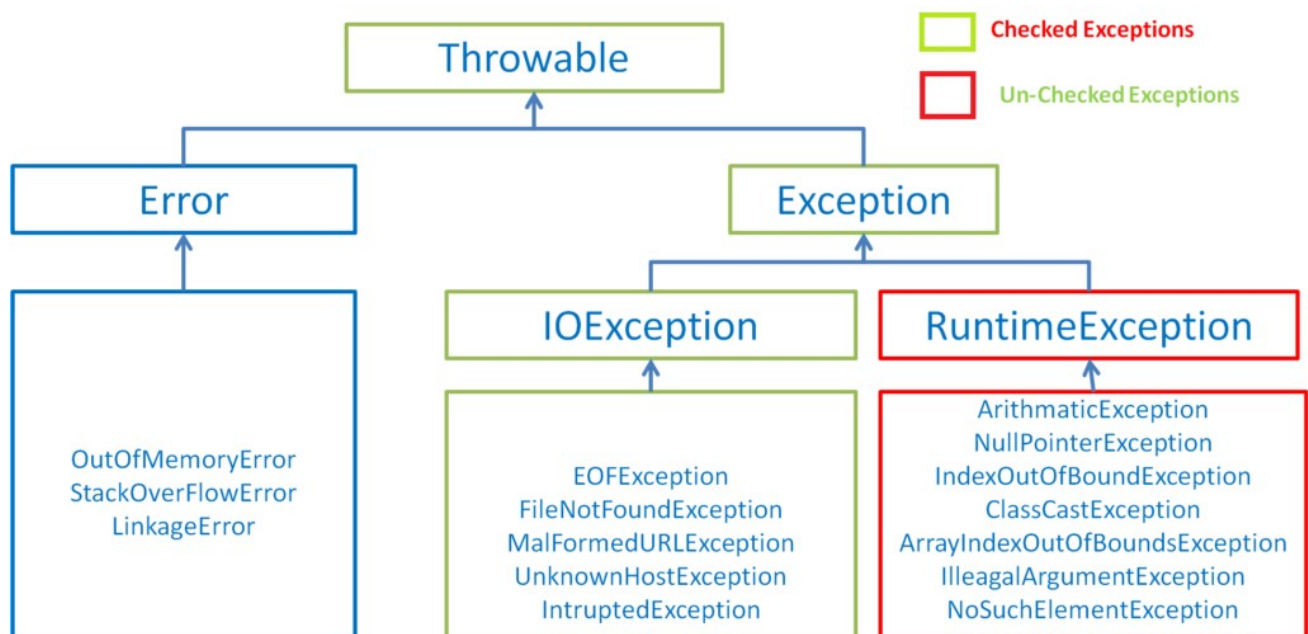 Throwable
Checked Exceptions
Un-Checked Exceptions
Error
Exception
IOException
RuntimeException
OutOfMemoryError
StackOverFlowError
LinkageError
EOFException
FileNotFoundException
MalFormedURLException
UnknownHostException
IntruptedException
ArithmaticException
NullPointerException
IndexOutOfBoundException
ClassCastException
ArrayIndexOutOfBoundsException
IlleagalArgumentException
NoSuchElementException